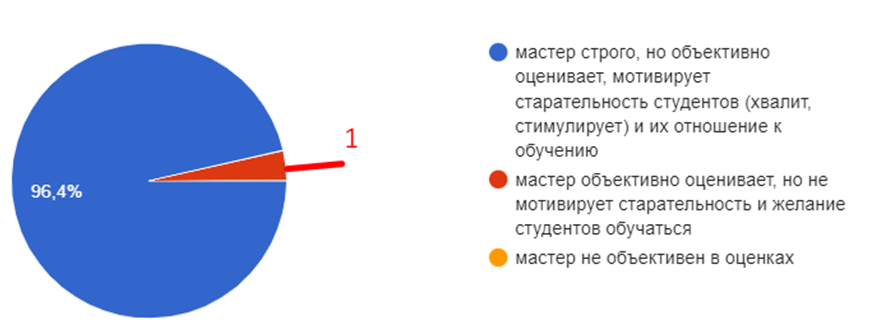 96,4%
1
мастер строго, но объективно
оценивает, мотивирует
старательность студентов (хвалит,
стимулирует) и их отношение к
обучению
мастер объективно оценивает, но не
мотивирует старательность и желание
студентов обучаться
мастер не объективен в оценках